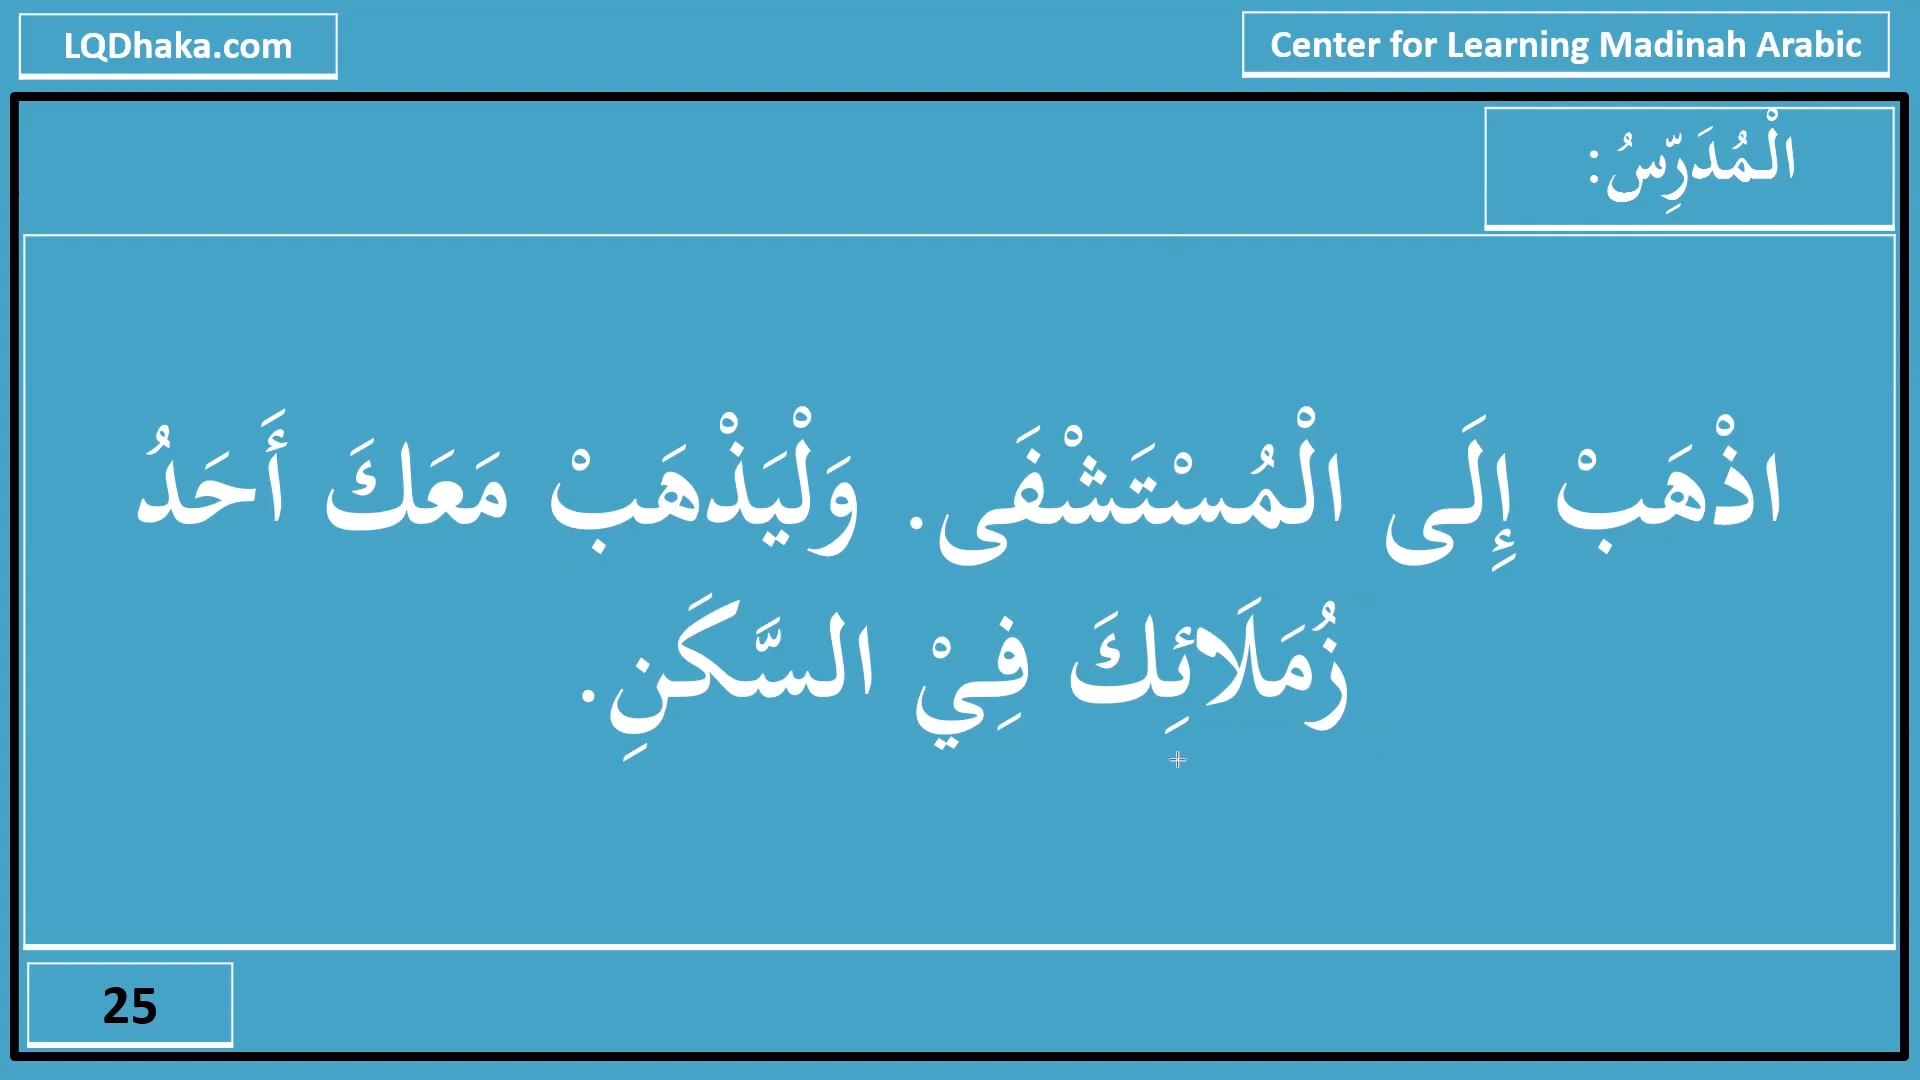 LQDhaka.com
Center for Learning Madinah Arabic
الْمُدَرِّسُ:
اذْهَبْ إِلَى الْمُسْتَشْفَى. وَلْيَذْهَبْ مَعَكَ أَحَدُ
زُمَلَائِكَ فِيْ السَّكَنِ.
25